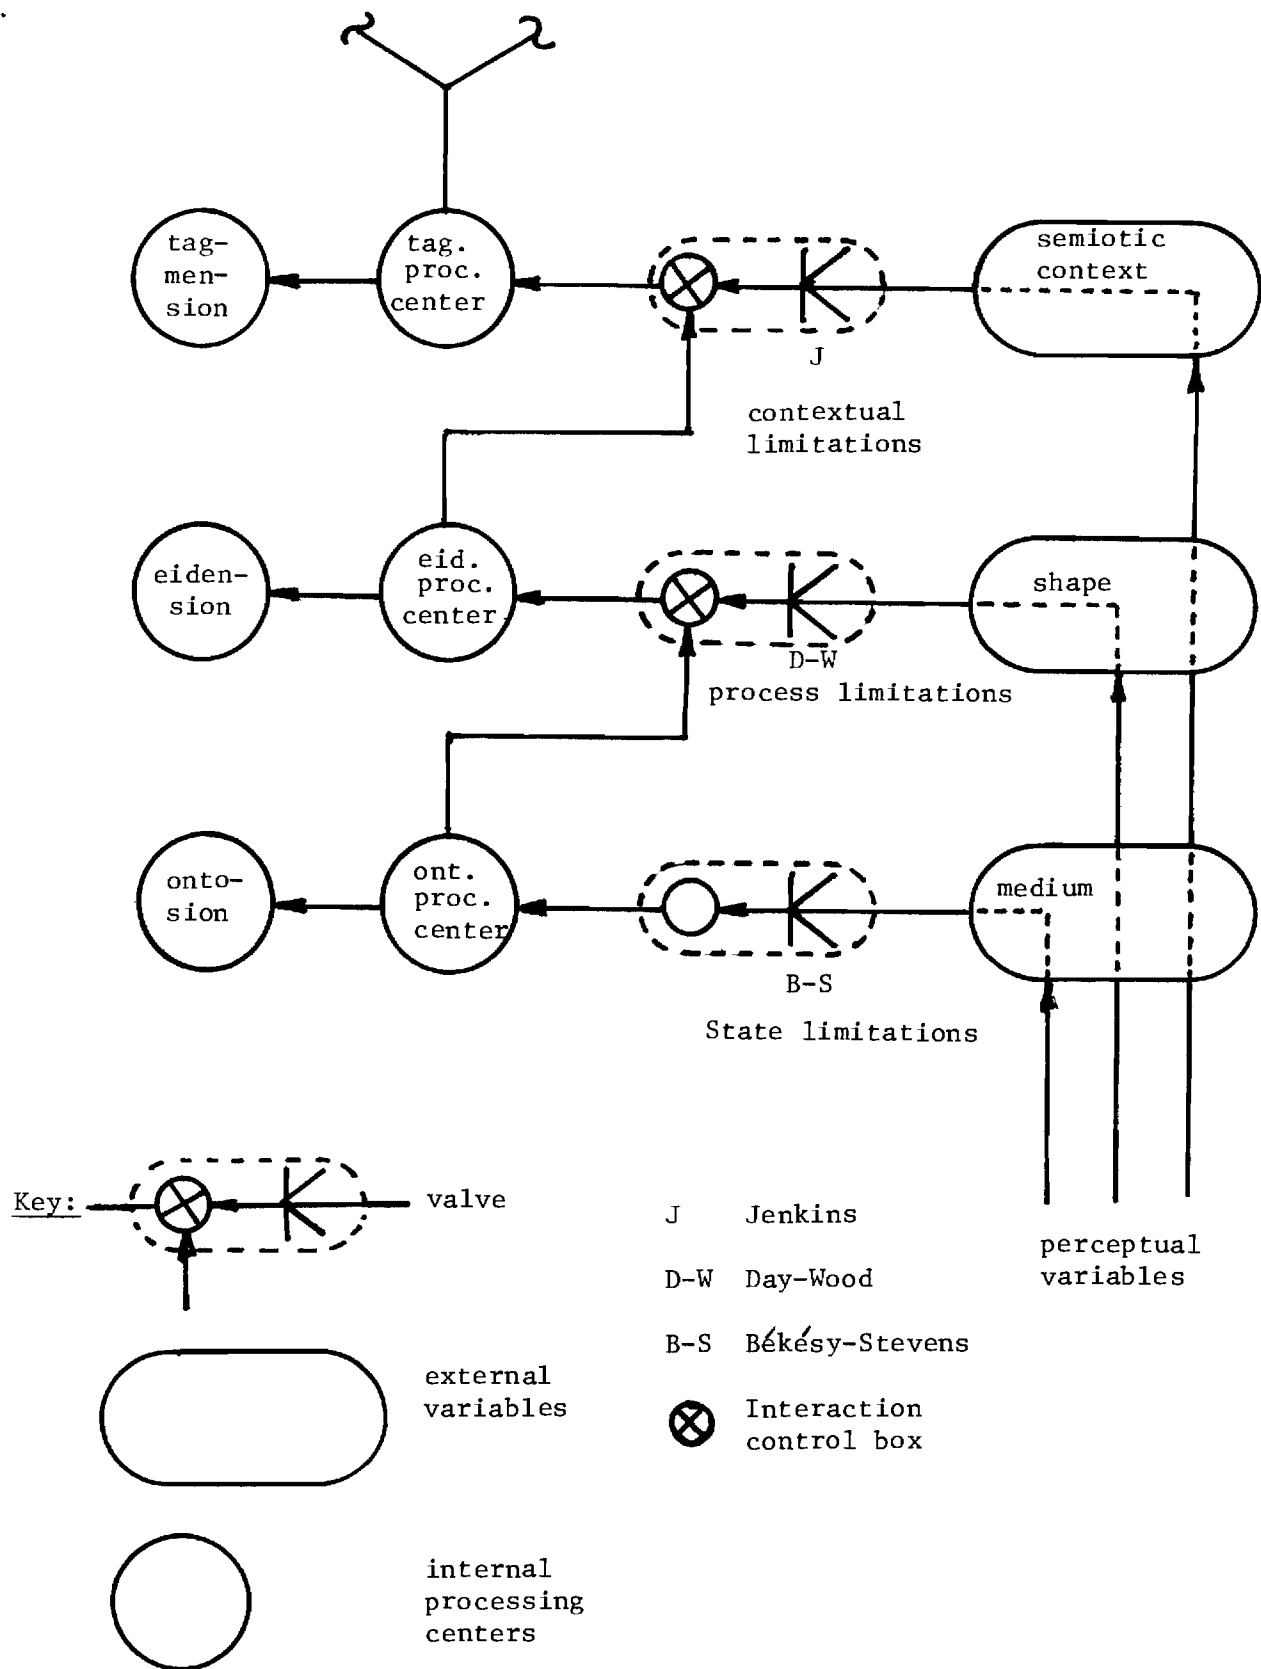 tag-
men-
sion
tag.
proc.
center
semiotic
context
J
contextual
limitations
eiden-
sion
eid.
proc.
center
shape
D-W
process limitations
onto-
sion
ont.
proc.
center
medium
B-S
State limitations
Key:
valve
J Jenkins
perceptual
variables
D-W Day-Wood
B-S Békésy-Stevens
external
variables
Interaction
control box
internal
processing
centers